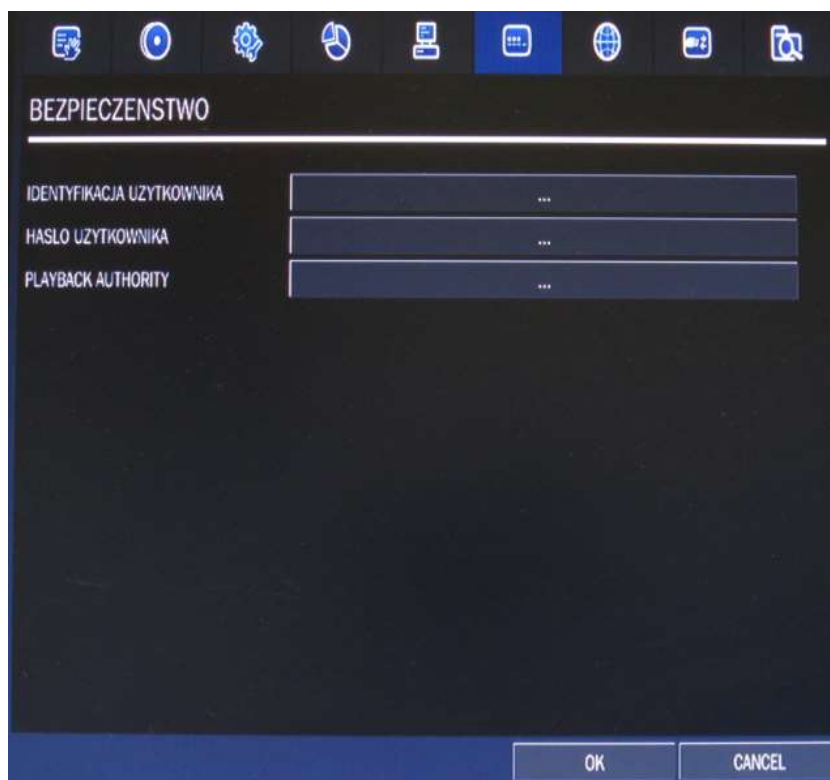 BEZPIECZENSTWO
IDENTYFIKACJA UZYTKOWNIKA ...
HASLO UZYTKOWNIKA ...
PLAYBACK AUTHORITY ...
OK CANCEL